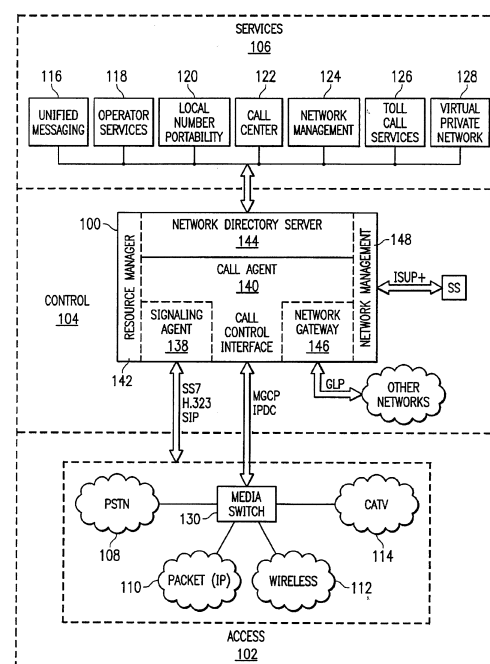 SERVICES
106
116
118
120
122
124
126
128
UNIFIED
MESSAGING
OPERATOR
SERVICES
LOCAL
NUMBER
PORTABILITY
CALL
CENTER
NETWORK
MANAGEMENT
TOLL
CALL
SERVICES
VIRTUAL
PRIVATE
NETWORK
CONTROL
104
100
RESOURCE MANAGER
142
NETWORK DIRECTORY SERVER
144
CALL AGENT
140
SIGNALING
AGENT
138
CALL
CONTROL
INTERFACE
NETWORK
GATEWAY
146
NETWORK MANAGEMENT
148
ISUP+
SS
GLP
OTHER
NETWORKS
SS7
H.323
SIP
MGCP
IPDC
PSTN
108
MEDIA
SWITCH
130
CATV
114
PACKET (IP)
110
WIRELESS
112
ACCESS
102